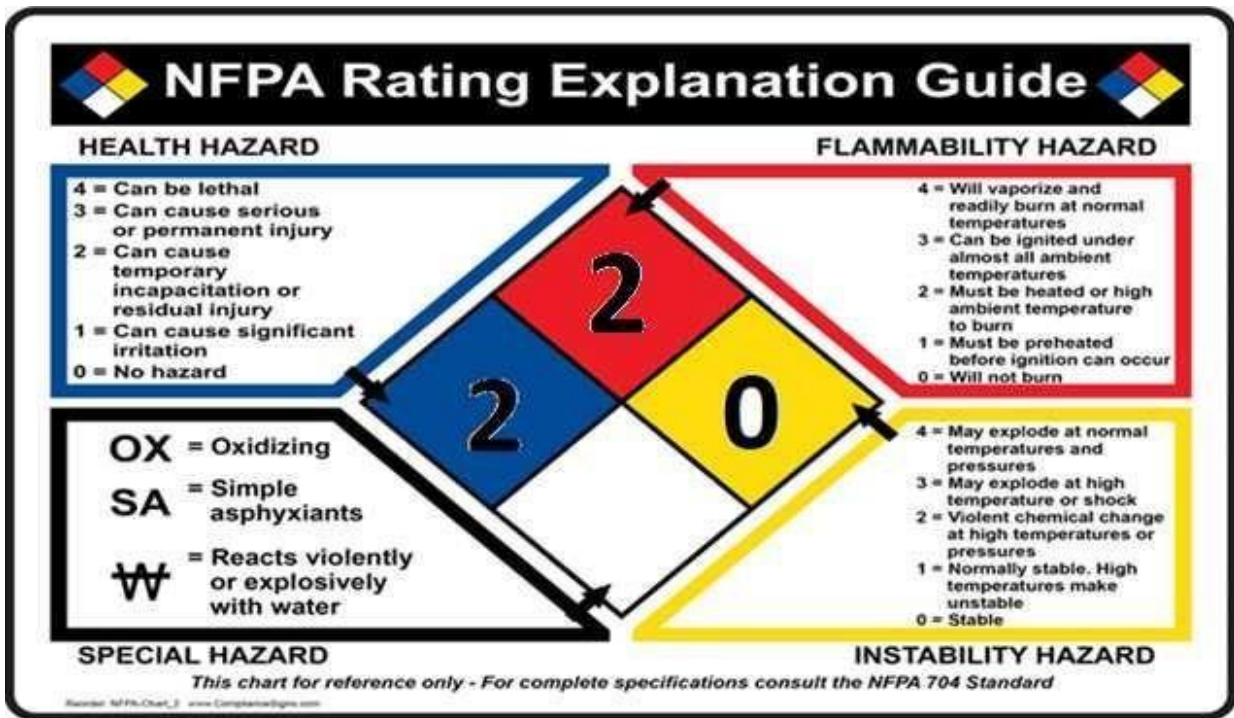 NFPA Rating Explanation Guide
HEALTH HAZARD
4 = Can be lethal
3 = Can cause serious
or permanent injury
2 = Can cause
temporary
incapacitation or
residual injury
1 = Can cause significant
irritation
0 = No hazard
FLAMMABILITY HAZARD
4 = Will vaporize and
readily burn at normal
temperatures
3 = Can be ignited under
almost all ambient
temperatures
2 = Must be heated or high
ambient temperature
to burn
1 = Must be preheated
before ignition can occur
0 = Will not burn
2
2
0
OX = Oxidizing
SA = Simple
asphyxiants
W = Reacts violently
or explosively
with water
SPECIAL HAZARD
4 = May explode at normal
temperatures and
pressures
3 = May explode at high
temperature or shock
2 = Violent chemical change
at high temperatures or
pressures
1 = Normally stable. High
temperatures make
unstable
0 = Stable
INSTABILITY HAZARD
This chart for reference only - For complete specifications consult the NFPA 704 Standard
Reorder: NFPA-Chart_2 www.ComplianceSigns.com